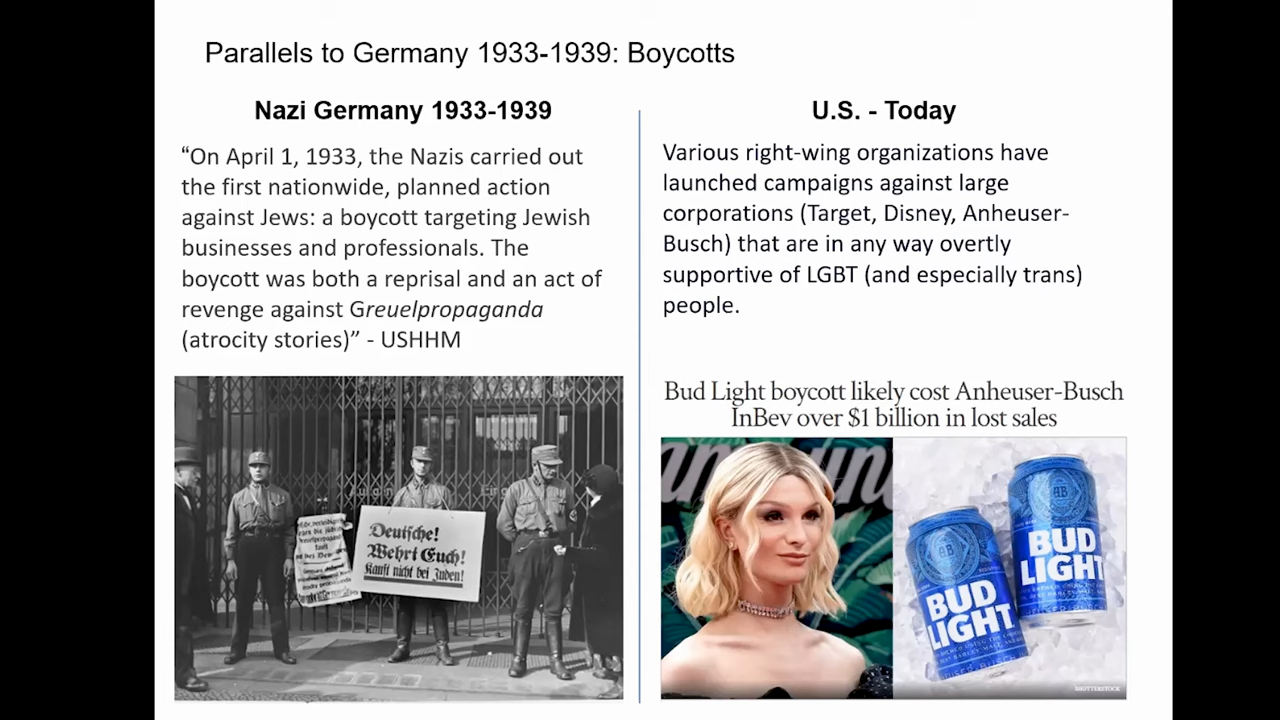 Parallels to Germany 1933-1939: Boycotts
Nazi Germany 1933-1939
“On April 1, 1933, the Nazis carried out
the first nationwide, planned action
against Jews: a boycott targeting Jewish
businesses and professionals. The
boycott was both a reprisal and an act of
revenge against Greuelpropaganda
(atrocity stories)” - USHHM
Deutsche!
Wehrt Euch!
Kauft nicht bei Juden!
U.S. - Today
Various right-wing organizations have
launched campaigns against large
corporations (Target, Disney, Anheuser-
Busch) that are in any way overtly
supportive of LGBT (and especially trans)
people.
Bud Light boycott likely cost Anheuser-Busch
InBev over $1 billion in lost sales
BUD
LIGHT
BUD
LIGHT
SHUTTERSTOCK